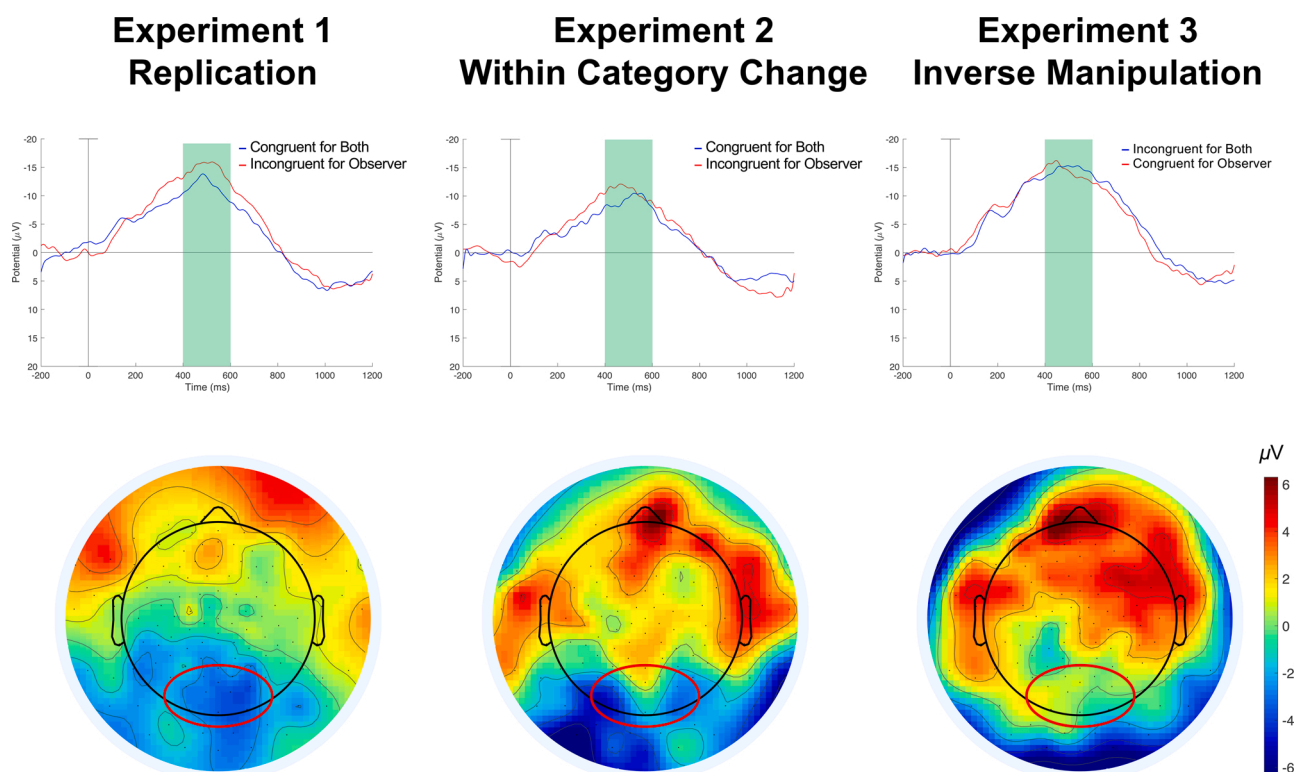 Experiment 1
Replication
Experiment 2
Within Category Change
Experiment 3
Inverse Manipulation
-20
-15
-10
-5
0
5
10
15
20
Potential (µV)
-200 0 200 400 600 800 1000 1200
Time (ms)
Congruent for Both
Incongruent for Observer
-20
-15
-10
-5
0
5
10
15
20
Potential (µV)
-200 0 200 400 600 800 1000 1200
Time (ms)
Congruent for Both
Incongruent for Observer
-20
-15
-10
-5
0
5
10
15
20
Potential (µV)
-200 0 200 400 600 800 1000 1200
Time (ms)
Incongruent for Both
Congruent for Observer
µV
6
4
2
0
-2
-4
-6